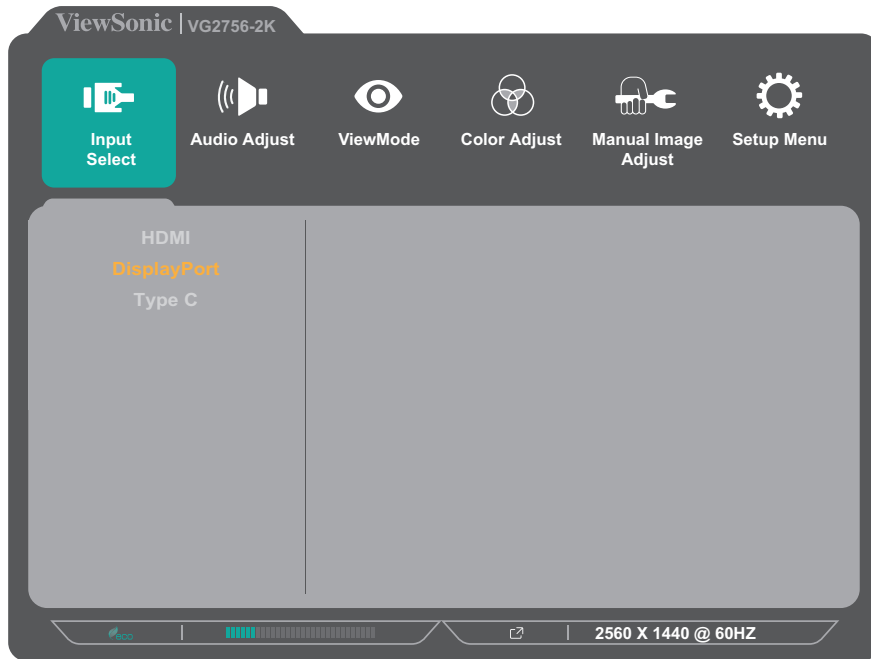 ViewSonic | VG2756-2K
Input Select
Audio Adjust
ViewMode
Color Adjust
Manual Image Adjust
Setup Menu
HDMI
DisplayPort
Type C
eco
2560 X 1440 @ 60HZ